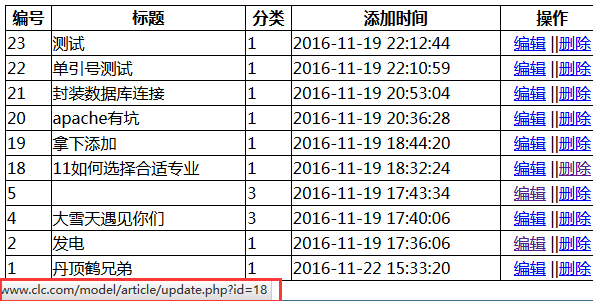 编号 标题 分类 添加时间 操作
23 测试 1 2016-11-19 22:12:44 编辑 ||删除
22 单引号测试 1 2016-11-19 22:10:59 编辑 ||删除
21 封装数据库连接 1 2016-11-19 20:53:04 编辑 ||删除
20 apache有坑 1 2016-11-19 20:36:28 编辑 ||删除
19 拿下添加 1 2016-11-19 18:44:20 编辑 ||删除
18 11如何选择合适专业 1 2016-11-19 18:32:24 编辑 ||删除
5 3 2016-11-19 17:43:34 编辑 ||删除
4 大雪天遇见你们 3 2016-11-19 17:40:06 编辑 ||删除
2 发电 1 2016-11-19 17:36:06 编辑 ||删除
1 丹顶鹤兄弟 1 2016-11-22 15:33:20 编辑 ||删除
www.clc.com/model/article/update.php?id=18